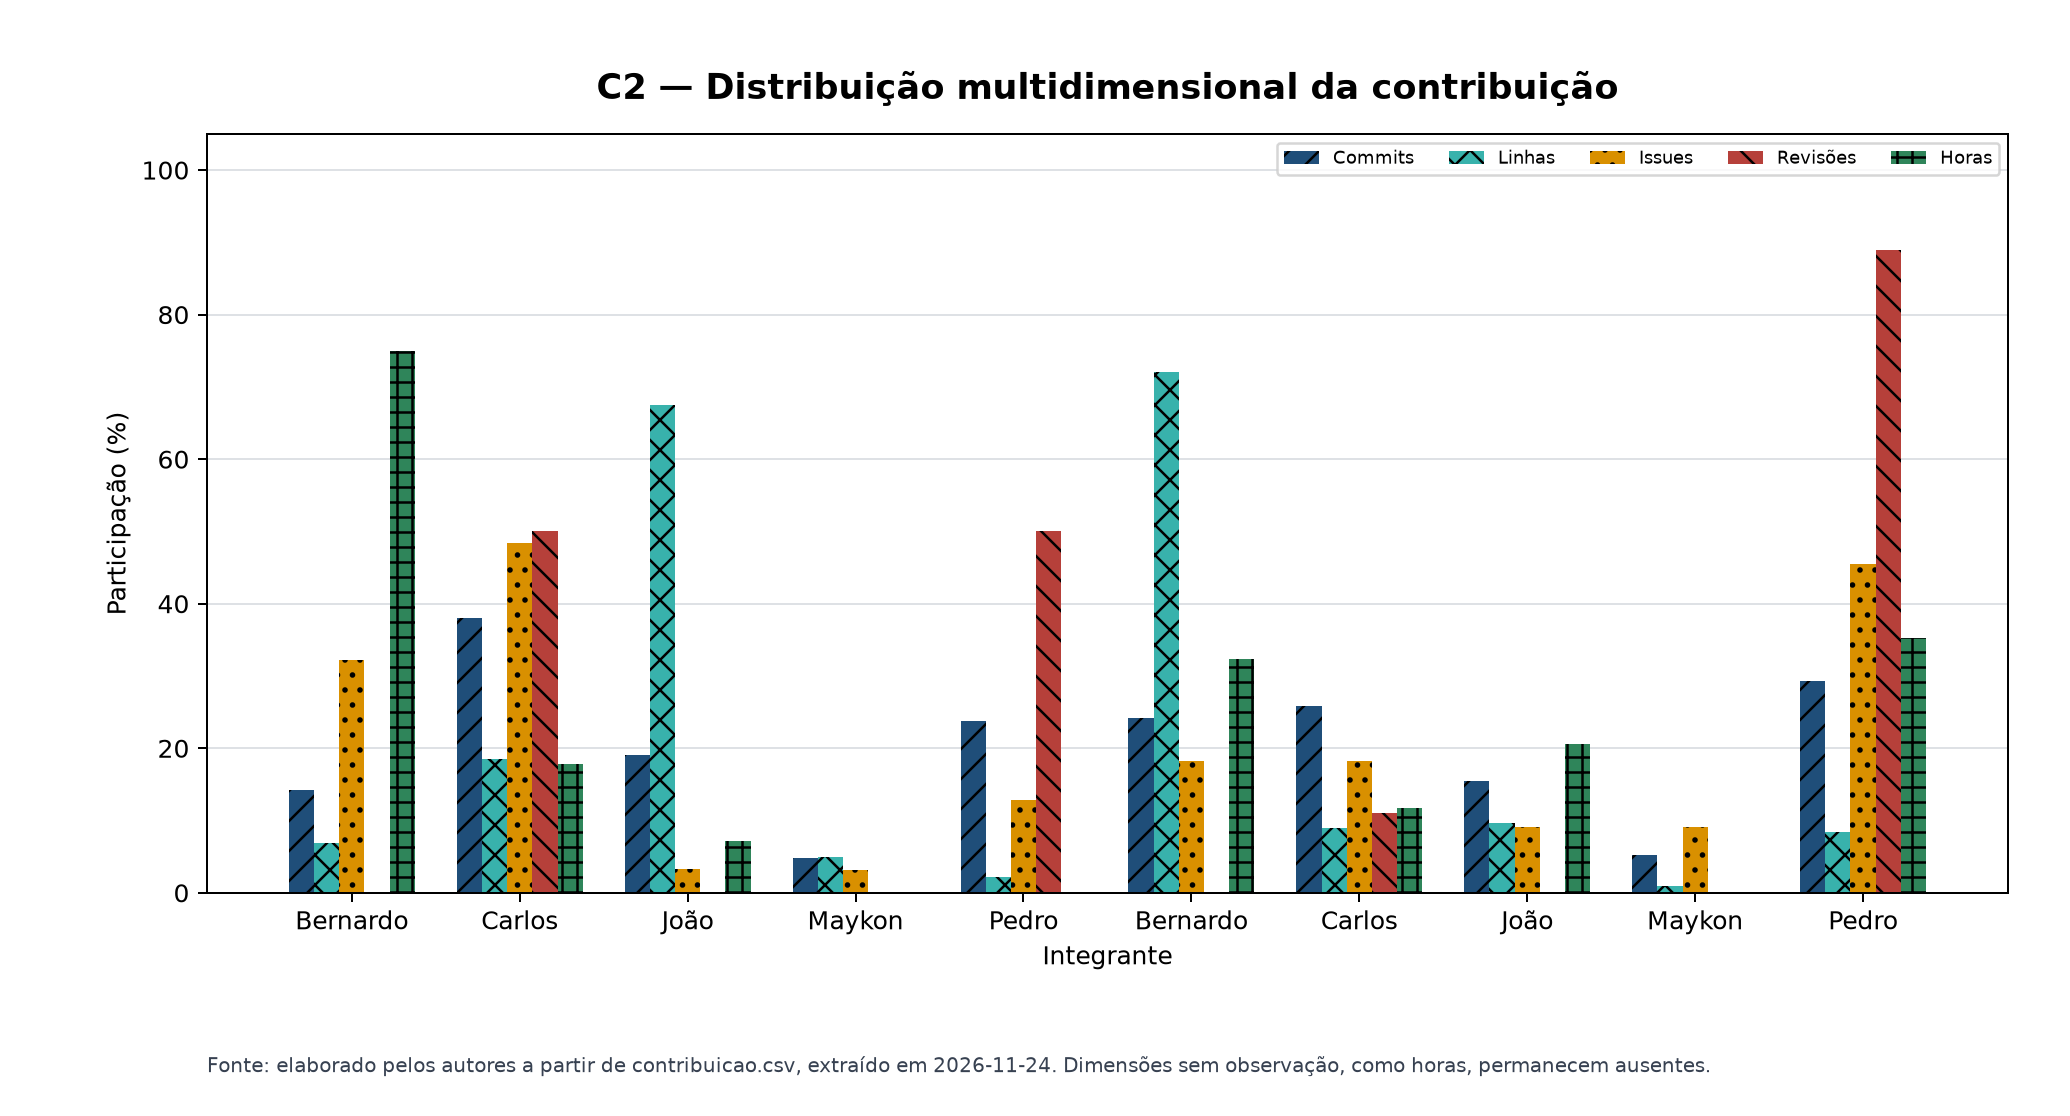 C2 — Distribuição multidimensional da contribuição
Commits Linhas Issues Revisões Horas
100
80
60
40
20
0
Participação (%)
Bernardo Carlos João Maykon Pedro Bernardo Carlos João Maykon Pedro
Integrante
Fonte: elaborado pelos autores a partir de contribuicao.csv, extraído em 2026-11-24. Dimensões sem observação, como horas, permanecem ausentes.